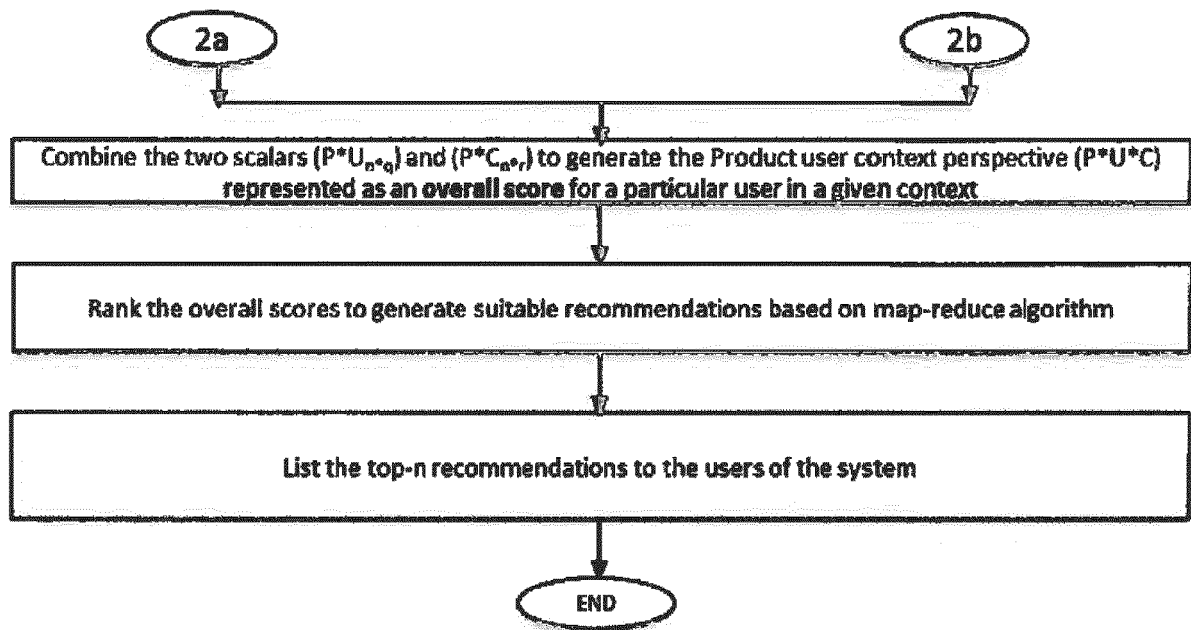 2a
2b
Combine the two scalars (P*U_{n*q}) and (P*C_{n*r}) to generate the Product user context perspective (P*U*C)
represented as an overall score for a particular user in a given context
Rank the overall scores to generate suitable recommendations based on map-reduce algorithm
List the top-n recommendations to the users of the system
END